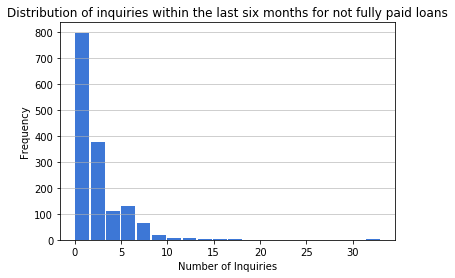 Distribution of inquiries within the last six months for not fully paid loans
800
700
600
500
400
300
200
100
0
Frequency
0 5 10 15 20 25 30
Number of Inquiries